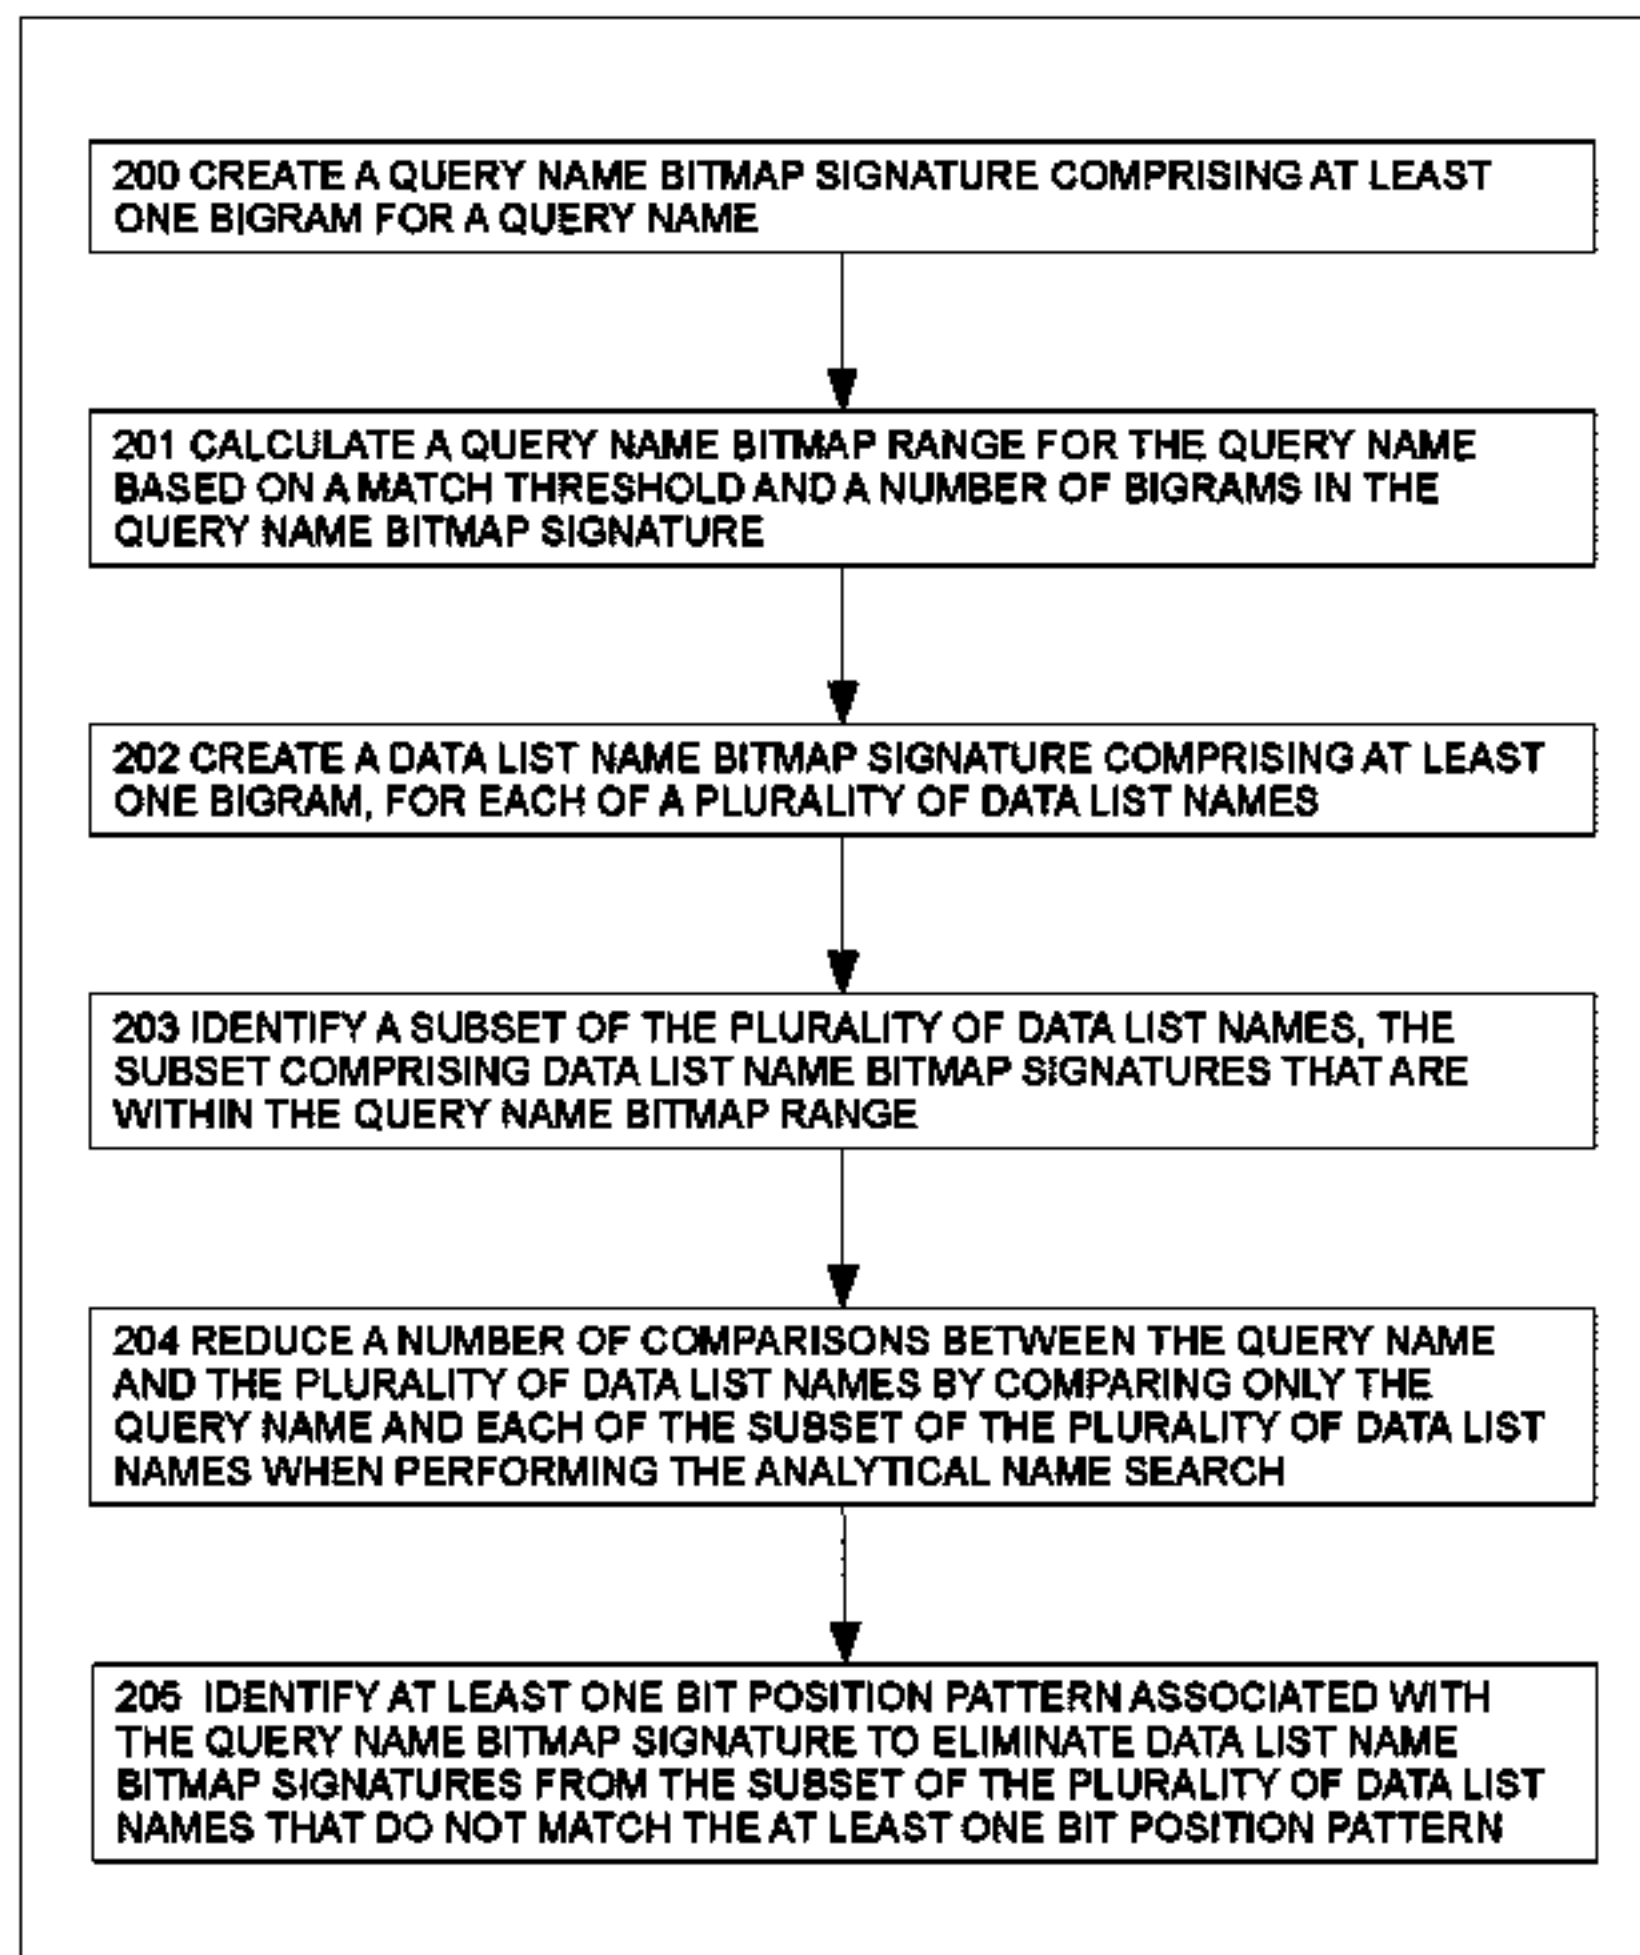 200 CREATE A QUERY NAME BITMAP SIGNATURE COMPRISING AT LEAST
ONE BIGRAM FOR A QUERY NAME
201 CALCULATE A QUERY NAME BITMAP RANGE FOR THE QUERY NAME
BASED ON A MATCH THRESHOLD AND A NUMBER OF BIGRAMS IN THE
QUERY NAME BITMAP SIGNATURE
202 CREATE A DATA LIST NAME BITMAP SIGNATURE COMPRISING AT LEAST
ONE BIGRAM, FOR EACH OF A PLURALITY OF DATA LIST NAMES
203 IDENTIFY A SUBSET OF THE PLURALITY OF DATA LIST NAMES, THE
SUBSET COMPRISING DATA LIST NAME BITMAP SIGNATURES THAT ARE
WITHIN THE QUERY NAME BITMAP RANGE
204 REDUCE A NUMBER OF COMPARISONS BETWEEN THE QUERY NAME
AND THE PLURALITY OF DATA LIST NAMES BY COMPARING ONLY THE
QUERY NAME AND EACH OF THE SUBSET OF THE PLURALITY OF DATA LIST
NAMES WHEN PERFORMING THE ANALYTICAL NAME SEARCH
205 IDENTIFY AT LEAST ONE BIT POSITION PATTERN ASSOCIATED WITH
THE QUERY NAME BITMAP SIGNATURE TO ELIMINATE DATA LIST NAME
BITMAP SIGNATURES FROM THE SUBSET OF THE PLURALITY OF DATA LIST
NAMES THAT DO NOT MATCH THE AT LEAST ONE BIT POSITION PATTERN